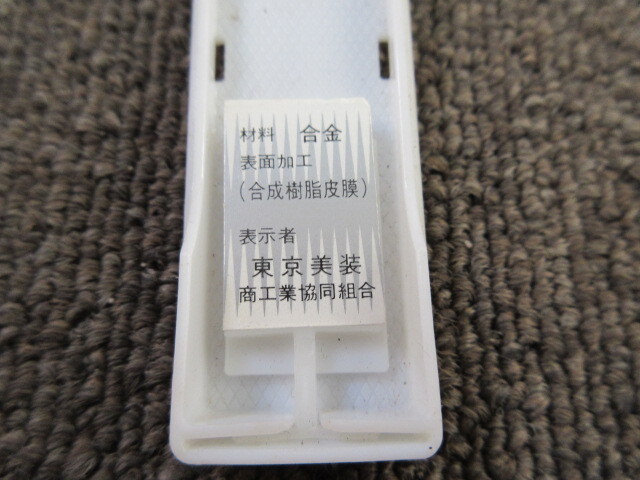 材料 合金
表面加工
(合成樹脂皮膜)
表示者
東京美装
商工業協同組合